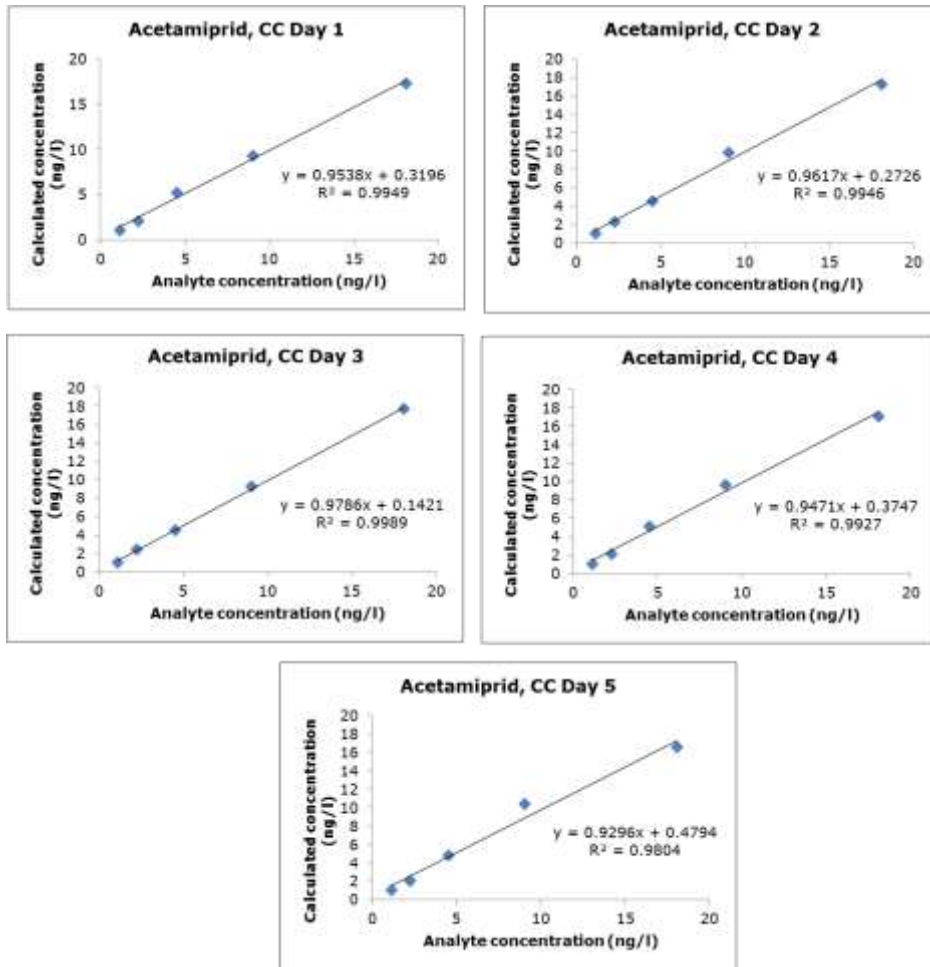 Acetamiprid, CC Day 1
Calculated concentration
(ng/l)
20
15
10
5
0
y = 0.9538x + 0.3196
R² = 0.9949
0 5 10 15 20
Analyte concentration (ng/l)
Acetamiprid, CC Day 2
Calculated concentration
(ng/l)
20
18
16
14
12
10
8
6
4
2
0
y = 0.9617x + 0.2726
R² = 0.9946
0 5 10 15 20
Analyte concentration (ng/l)
Acetamiprid, CC Day 3
Calculated concentration
(ng/l)
20
18
16
14
12
10
8
6
4
2
0
y = 0.9786x + 0.1421
R² = 0.9989
0 5 10 15 20
Analyte concentration (ng/l)
Acetamiprid, CC Day 4
Calculated concentration
(ng/l)
20
18
16
14
12
10
8
6
4
2
0
y = 0.9471x + 0.3747
R² = 0.9927
0 5 10 15 20
Analyte concentration (ng/l)
Acetamiprid, CC Day 5
Calculated concentration
(ng/l)
20
18
16
14
12
10
8
6
4
2
0
y = 0.9296x + 0.4794
R² = 0.9804
0 5 10 15 20
Analyte concentration (ng/l)